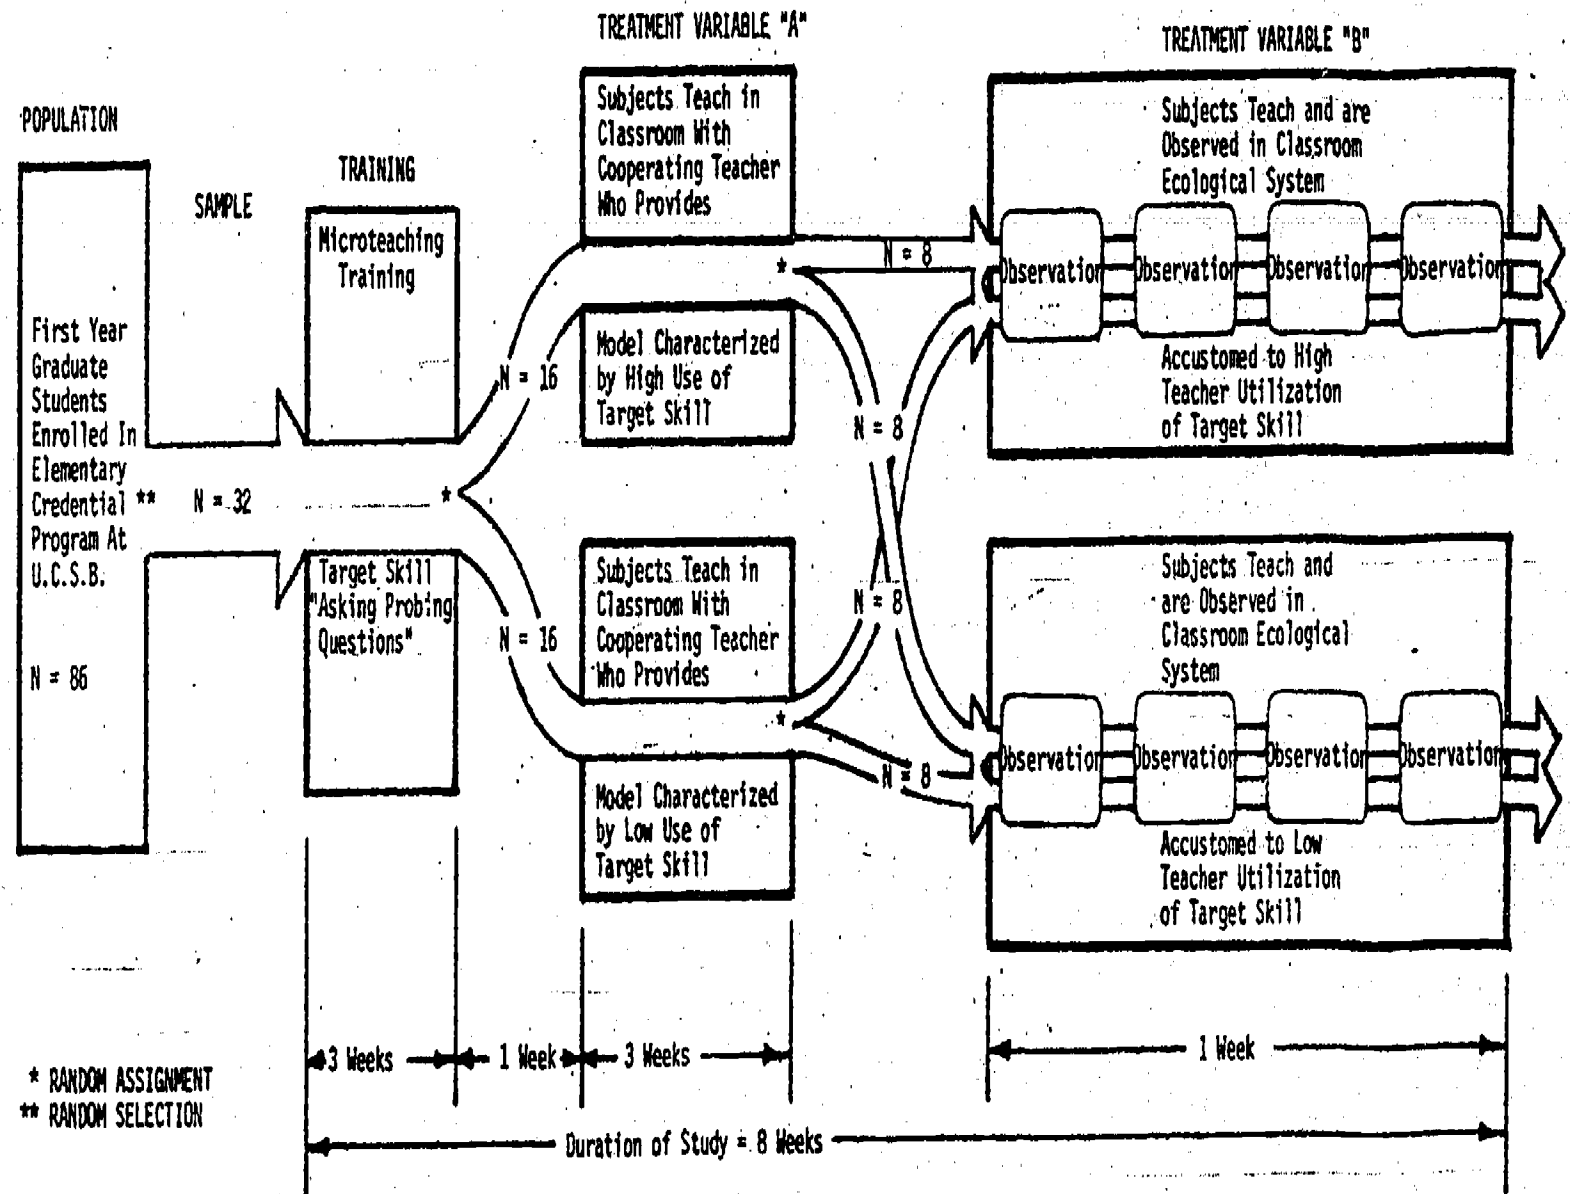 POPULATION
First Year
Graduate
Students
Enrolled In
Elementary
Credential **
Program At
U.C.S.B.
N = 86
SAMPLE
N = 32
TRAINING
Microteaching
Training
*
Target Skill
"Asking Probing
Questions"
N = 16
N = 16
TREATMENT VARIABLE "A"
Subjects Teach in
Classroom With
Cooperating Teacher
Who Provides
*
Model Characterized
by High Use of
Target Skill
Subjects Teach in
Classroom With
Cooperating Teacher
Who Provides
*
Model Characterized
by Low Use of
Target Skill
N = 8
N = 8
N = 8
N = 8
TREATMENT VARIABLE "B"
Subjects Teach and are
Observed in Classroom
Ecological System
Observation Observation Observation Observation
Accustomed to High
Teacher Utilization
of Target Skill
Subjects Teach and
are Observed in
Classroom Ecological
System
Observation Observation Observation Observation
Accustomed to Low
Teacher Utilization
of Target Skill
3 Weeks 1 Week 3 Weeks 1 Week
* RANDOM ASSIGNMENT
** RANDOM SELECTION
Duration of Study = 8 Weeks